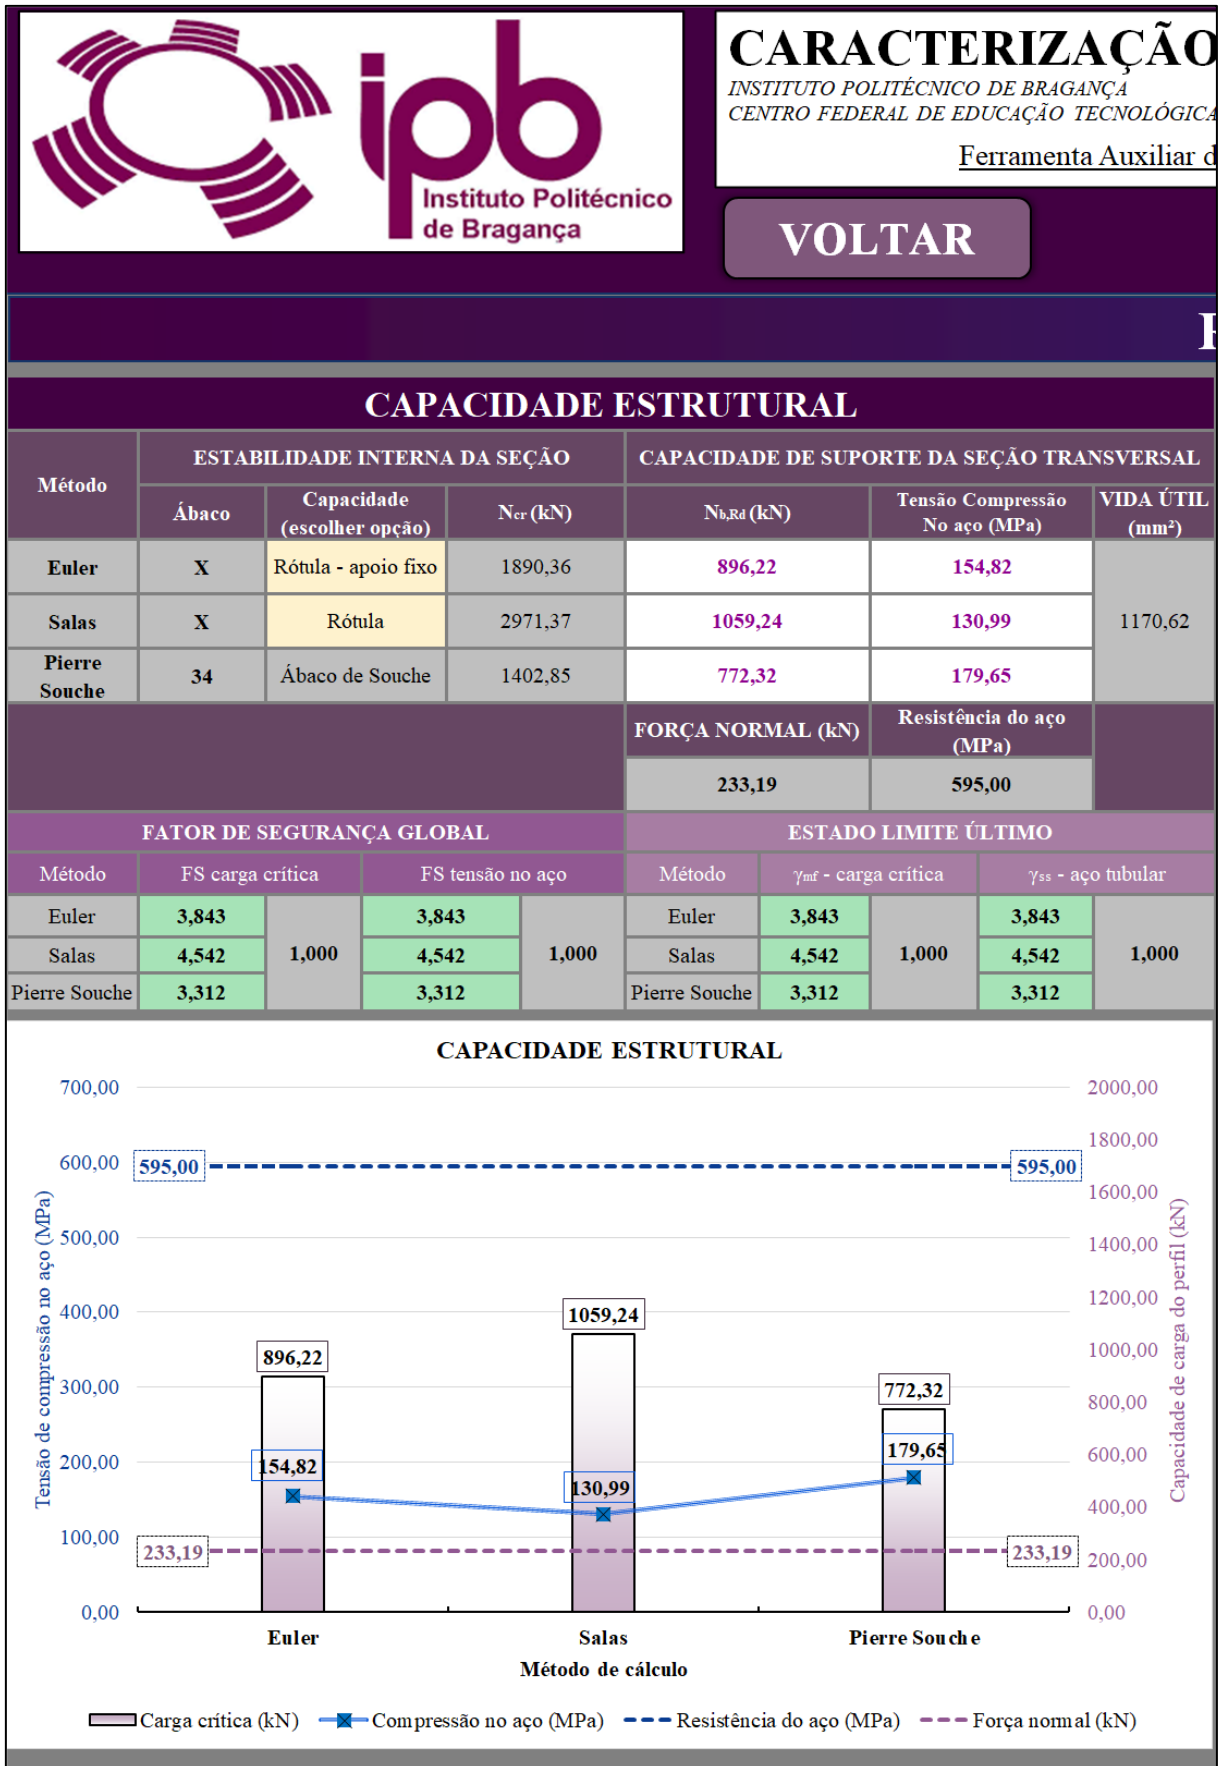 ipb
Instituto Politécnico
de Bragança
CARACTERIZAÇÃO
INSTITUTO POLITÉCNICO DE BRAGANÇA
CENTRO FEDERAL DE EDUCAÇÃO TECNOLÓGICA
Ferramenta Auxiliar d
VOLTAR
CAPACIDADE ESTRUTURAL
Método ESTABILIDADE INTERNA DA SEÇÃO CAPACIDADE DE SUPORTE DA SEÇÃO TRANSVERSAL
Ábaco Capacidade (escolher opção) Ncr (kN) Nb,Rd (kN) Tensão Compressão No aço (MPa) VIDA ÚTIL (mm²)
Euler X Rótula - apoio fixo 1890,36 896,22 154,82
Salas X Rótula 2971,37 1059,24 130,99 1170,62
Pierre Souche 34 Ábaco de Souche 1402,85 772,32 179,65
FORÇA NORMAL (kN) Resistência do aço (MPa)
233,19 595,00
FATOR DE SEGURANÇA GLOBAL ESTADO LIMITE ÚLTIMO
Método FS carga crítica FS tensão no aço Método γmf - carga crítica γss - aço tubular
Euler 3,843 3,843 Euler 3,843 3,843
Salas 4,542 1,000 4,542 1,000 Salas 4,542 1,000 4,542 1,000
Pierre Souche 3,312 3,312 Pierre Souche 3,312 3,312
CAPACIDADE ESTRUTURAL
Tensão de compressão no aço (MPa)
700,00
600,00
500,00
400,00
300,00
200,00
100,00
0,00
595,00 595,00
1059,24
896,22
772,32
179,65
154,82
130,99
233,19 233,19
2000,00
1800,00
1600,00
1400,00
1200,00
1000,00
800,00
600,00
400,00
200,00
0,00
Capacidade de carga do perfil (kN)
Euler Salas Pierre Souche
Método de cálculo
Carga crítica (kN) Compressão no aço (MPa) Resistência do aço (MPa) Força normal (kN)